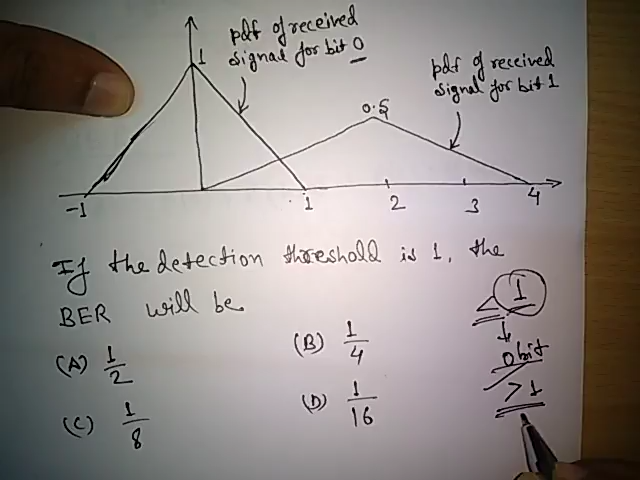 pdf of received
signal for bit 0
pdf of received
signal for bit 1
1
0.5
-1
1
2
3
4
If the detection threshold is 1, the
BER will be
(A) 1/2
(B) 1/4
(C) 1/8
(D) 1/16
< 1
0 bit
> 1